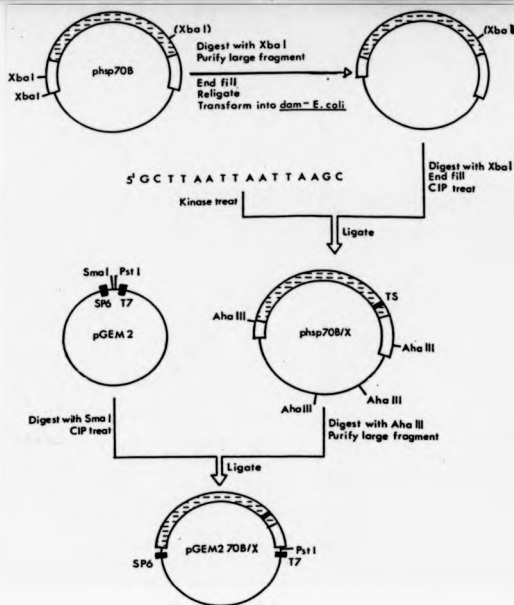 (Xba I)
Digest with Xba I
Purify large fragment
(Xba I
Xba I
phsp70B
Xba I
End fill
Religate
Transform into dam- E. coli
5' G C T T A A T T A A T T A A G C
Kinase treat
Digest with Xba I
End fill
CIP treat
Ligate
Sma I
Pst I
SP6
T7
pGEM 2
TS
Aha III
phsp70B/X
Aha III
Aha III
Aha III
Digest with Sma I
CIP treat
Digest with Aha III
Purify large fragment
Ligate
pGEM2 70B/X
SP6
Pst I
T7